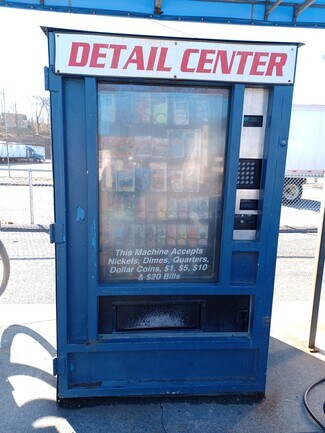 DETAIL CENTER
This Machine Accepts
Nickels, Dimes, Quarters,
Dollar Coins, $1, $5, $10
& $20 Bills